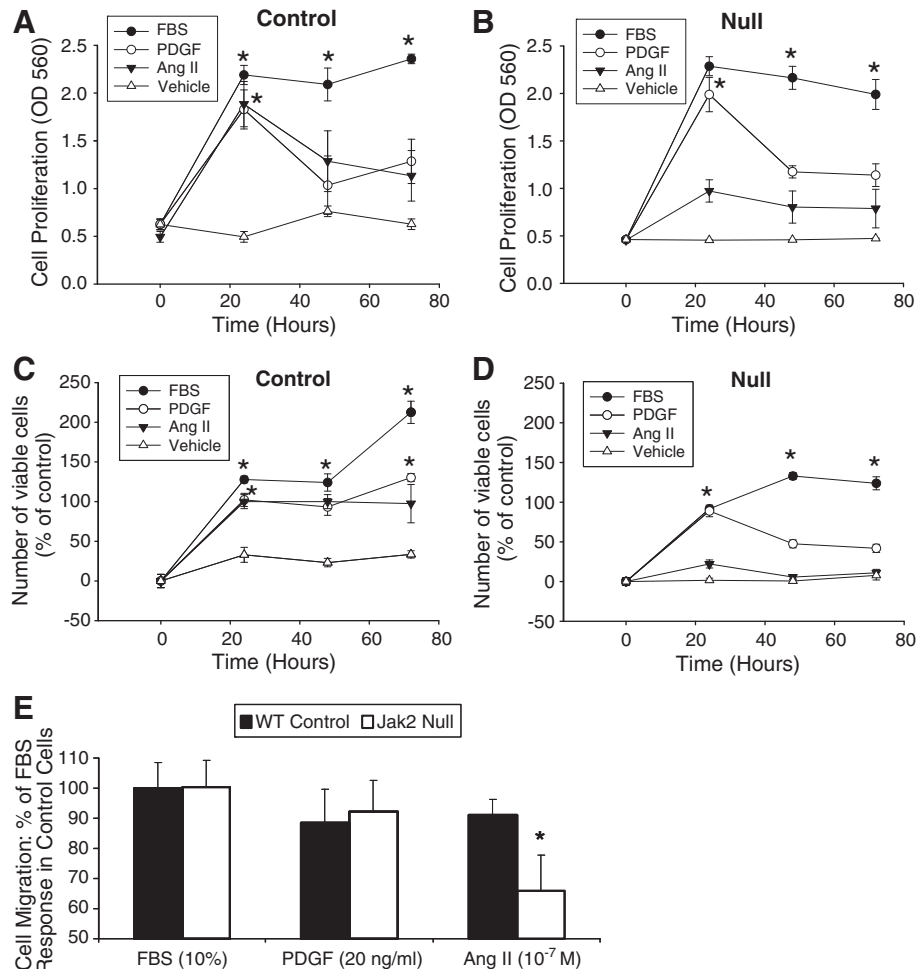 A
Control
FBS
PDGF
Ang II
Vehicle
Cell Proliferation (OD 560)
2.5
2.0
1.5
1.0
0.5
0.0
*
*
*
*
0
20
40
60
80
Time (Hours)
B
Null
FBS
PDGF
Ang II
Vehicle
Cell Proliferation (OD 560)
2.5
2.0
1.5
1.0
0.5
0.0
*
*
*
0
20
40
60
80
Time (Hours)
C
Control
FBS
PDGF
Ang II
Vehicle
Number of viable cells
(% of control)
250
200
150
100
50
0
-50
*
*
*
*
*
0
20
40
60
80
Time (Hours)
D
Null
FBS
PDGF
Ang II
Vehicle
Number of viable cells
(% of control)
250
200
150
100
50
0
-50
*
*
*
0
20
40
60
80
Time (Hours)
E
WT Control
Jak2 Null
Cell Migration: % of FBS
Response in Control Cells
110
100
90
80
70
60
50
*
FBS (10%)
PDGF (20 ng/ml)
Ang II (10⁻⁷ M)